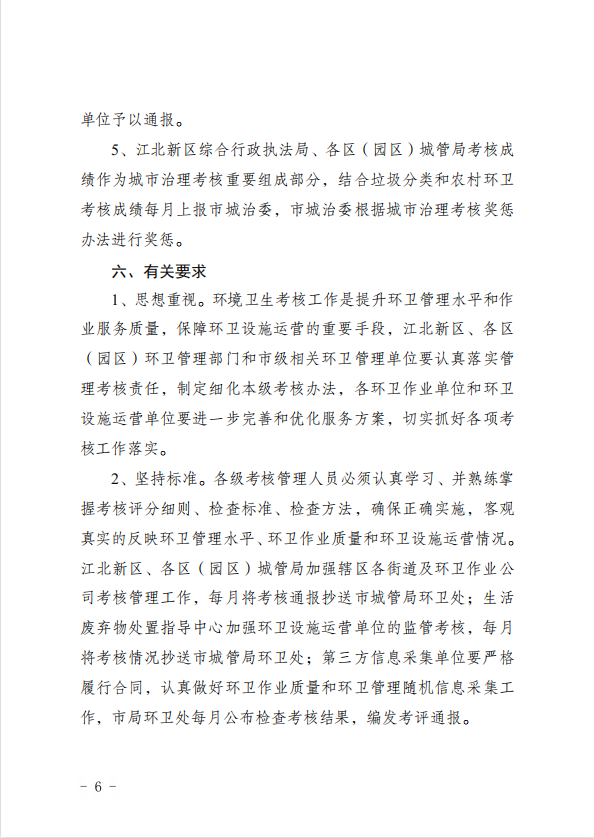 单位予以通报。
5、江北新区综合行政执法局、各区（园区）城管局考核成
绩作为城市治理考核重要组成部分，结合垃圾分类和农村环卫
考核成绩每月上报市城治委，市城治委根据城市治理考核奖惩
办法进行奖惩。
六、有关要求
1、思想重视。环境卫生考核工作是提升环卫管理水平和作
业服务质量，保障环卫设施运营的重要手段，江北新区、各区
（园区）环卫管理部门和市级相关环卫管理单位要认真落实管
理考核责任，制定细化本级考核办法，各环卫作业单位和环卫
设施运营单位要进一步完善和优化服务方案，切实抓好各项考
核工作落实。
2、坚持标准。各级考核管理人员必须认真学习、并熟练掌
握考核评分细则、检查标准、检查方法，确保正确实施，客观
真实的反映环卫管理水平、环卫作业质量和环卫设施运营情况。
江北新区、各区（园区）城管局加强辖区各街道及环卫作业公
司考核管理工作，每月将考核通报抄送市城管局环卫处；生活
废弃物处置指导中心加强环卫设施运营单位的监管考核，每月
将考核情况抄送市城管局环卫处；第三方信息采集单位要严格
履行合同，认真做好环卫作业质量和环卫管理随机信息采集工
作，市局环卫处每月公布检查考核结果，编发考评通报。
- 6 -